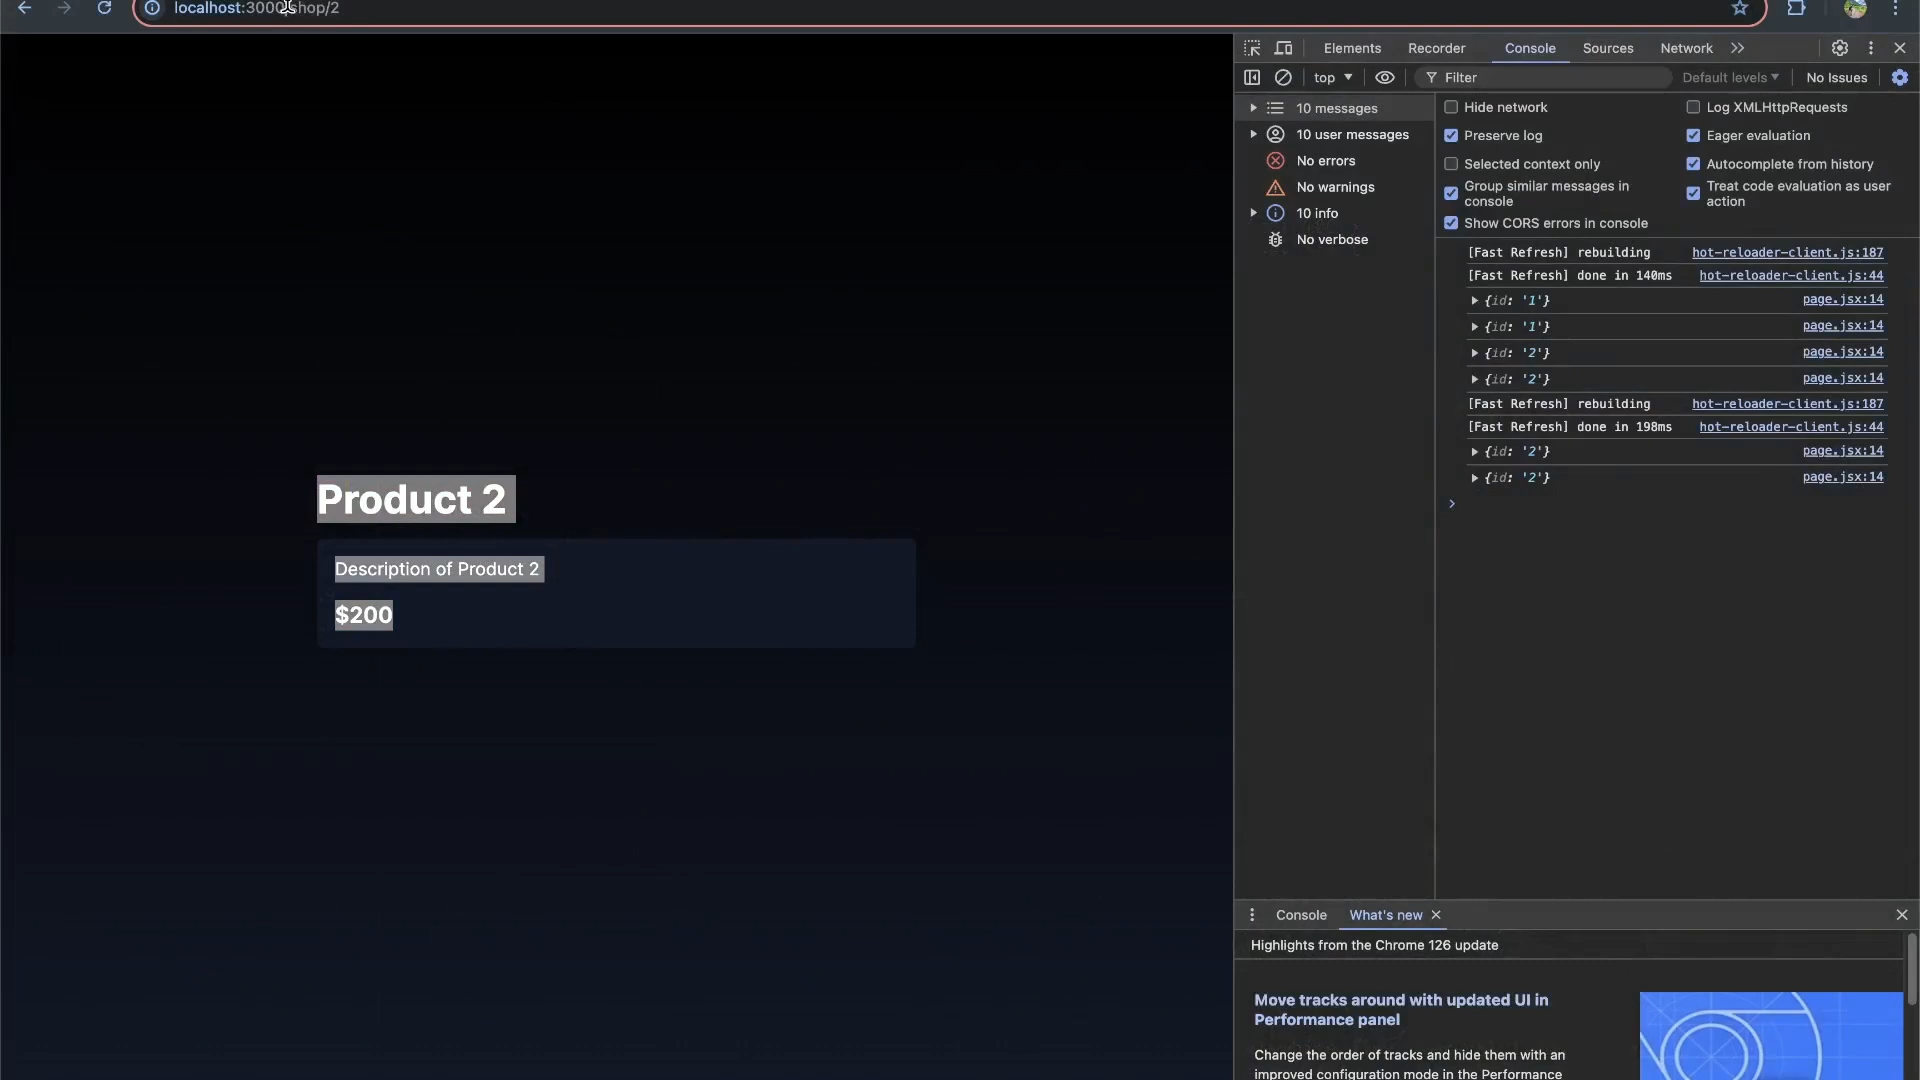 localhost:3000/shop/2
Elements Recorder Console Sources Network
top Filter Default levels No Issues
10 messages
10 user messages
No errors
No warnings
10 info
No verbose
Hide network Log XMLHttpRequests
Preserve log Eager evaluation
Selected context only Autocomplete from history
Group similar messages in console Treat code evaluation as user action
Show CORS errors in console
[Fast Refresh] rebuilding hot-reloader-client.js:187
[Fast Refresh] done in 140ms hot-reloader-client.js:44
{id: '1'} page.jsx:14
{id: '1'} page.jsx:14
{id: '2'} page.jsx:14
{id: '2'} page.jsx:14
[Fast Refresh] rebuilding hot-reloader-client.js:187
[Fast Refresh] done in 198ms hot-reloader-client.js:44
{id: '2'} page.jsx:14
{id: '2'} page.jsx:14
Product 2
Description of Product 2
$200
Console What's new
Highlights from the Chrome 126 update
Move tracks around with updated UI in
Performance panel
Change the order of tracks and hide them with an
improved configuration mode in the Performance